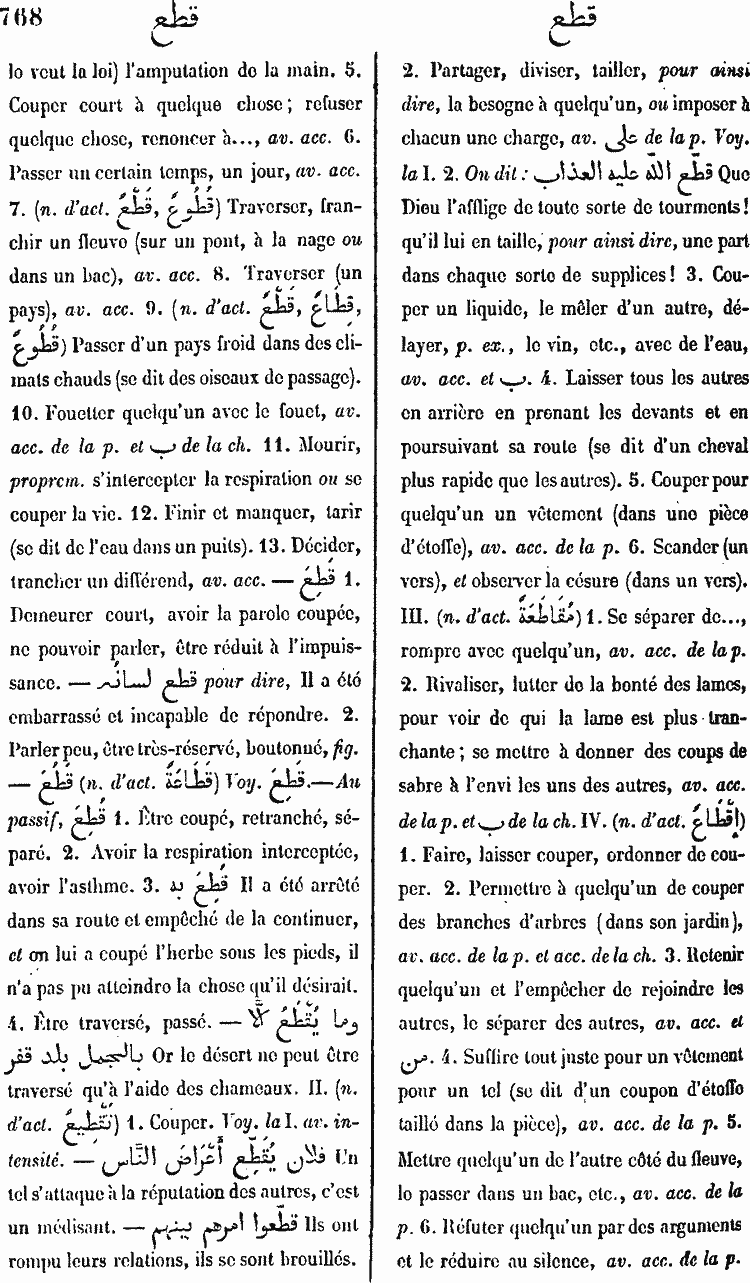 768
قطع
قطع
lo veut la loi) l'amputation de la main. 5.
Couper court à quelque chose; refuser
quelque chose, renoncer à..., av. acc. 6.
Passer un certain temps, un jour, av. acc.
7. (n. d'act. قُطُوعٌ, قَطْعٌ) Traverser, fran-
chir un fleuve (sur un pont, à la nage ou
dans un bac), av. acc. 8. Traverser (un
pays), av. acc. 9. (n. d'act. قِطَاعٌ, قَطْعٌ,
قُطُوعٌ) Passer d'un pays froid dans des cli-
mats chauds (se dit des oiseaux de passage).
10. Fouetter quelqu'un avec le fouet, av.
acc. de la p. et ب de la ch. 11. Mourir,
proprem. s'intercepter la respiration ou se
couper la vie. 12. Finir et manquer, tarir
(se dit de l'eau dans un puits). 13. Décider,
trancher un différend, av. acc. — قَطِعَ 1.
Demeurer court, avoir la parole coupée,
ne pouvoir parler, être réduit à l'impuis-
sance. — قطع لسانُه pour dire, Il a été
embarrassé et incapable de répondre. 2.
Parler peu, être très-réservé, boutonné, fig.
— قَطُعَ (n. d'act. قَطَاعَةٌ) Voy. قَطِعَ.—Au
passif, قُطِعَ 1. Être coupé, retranché, sé-
paré. 2. Avoir la respiration interceptée,
avoir l'asthme. 3. قُطِعَ به Il a été arrêté
dans sa route et empêché de la continuer,
et on lui a coupé l'herbe sous les pieds, il
n'a pas pu atteindre la chose qu'il désirait.
4. Être traversé, passé. — وما يُقْطَعُ إلّا
بالجمل بلد قفر Or le désert ne peut être
traversé qu'à l'aide des chameaux. II. (n.
d'act. تَقْطِيعٌ) 1. Couper. Voy. la I. av. in-
tensité. — فلان يُقَطِّع أَعْرَاضَ النَّاس Un
tel s'attaque à la réputation des autres, c'est
un médisant. — قطّعوا امرهم بينهم Ils ont
rompu leurs relations, ils se sont brouillés.
2. Partager, diviser, tailler, pour ainsi
dire, la besogne à quelqu'un, ou imposer à
chacun une charge, av. على de la p. Voy.
la I. 2. On dit: قطّع الله عليه العذاب Que
Dieu l'afflige de toute sorte de tourments!
qu'il lui en taille, pour ainsi dire, une part
dans chaque sorte de supplices! 3. Cou-
per un liquide, le mêler d'un autre, dé-
layer, p. ex., le vin, etc., avec de l'eau,
av. acc. et ب. 4. Laisser tous les autres
en arrière en prenant les devants et en
poursuivant sa route (se dit d'un cheval
plus rapide que les autres). 5. Couper pour
quelqu'un un vêtement (dans une pièce
d'étoffe), av. acc. de la p. 6. Scander (un
vers), et observer la césure (dans un vers).
III. (n. d'act. مُقَاطَعَةٌ) 1. Se séparer de...,
rompre avec quelqu'un, av. acc. de la p.
2. Rivaliser, lutter de la bonté des lames,
pour voir de qui la lame est plus tran-
chante; se mettre à donner des coups de
sabre à l'envi les uns des autres, av. acc.
de la p. et ب de la ch. IV. (n. d'act. إِقْطَاعٌ)
1. Faire, laisser couper, ordonner de cou-
per. 2. Permettre à quelqu'un de couper
des branches d'arbres (dans son jardin),
av. acc. de la p. et acc. de la ch. 3. Retenir
quelqu'un et l'empêcher de rejoindre les
autres, le séparer des autres, av. acc. et
من. 4. Suffire tout juste pour un vêtement
pour un tel (se dit d'un coupon d'étoffe
taillé dans la pièce), av. acc. de la p. 5.
Mettre quelqu'un de l'autre côté du fleuve,
lo passer dans un bac, etc., av. acc. de la
p. 6. Réfuter quelqu'un par des arguments
et le réduire au silence, av. acc. de la p.